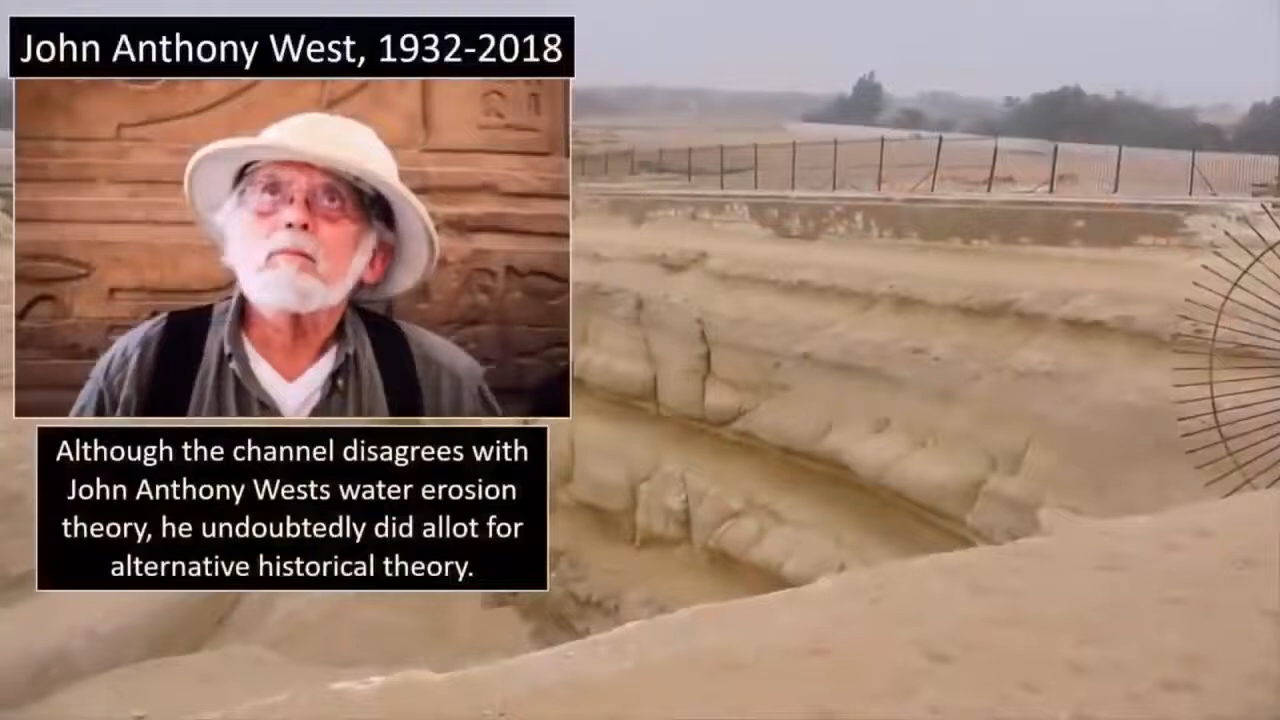 John Anthony West, 1932-2018
Although the channel disagrees with
John Anthony Wests water erosion
theory, he undoubtedly did allot for
alternative historical theory.